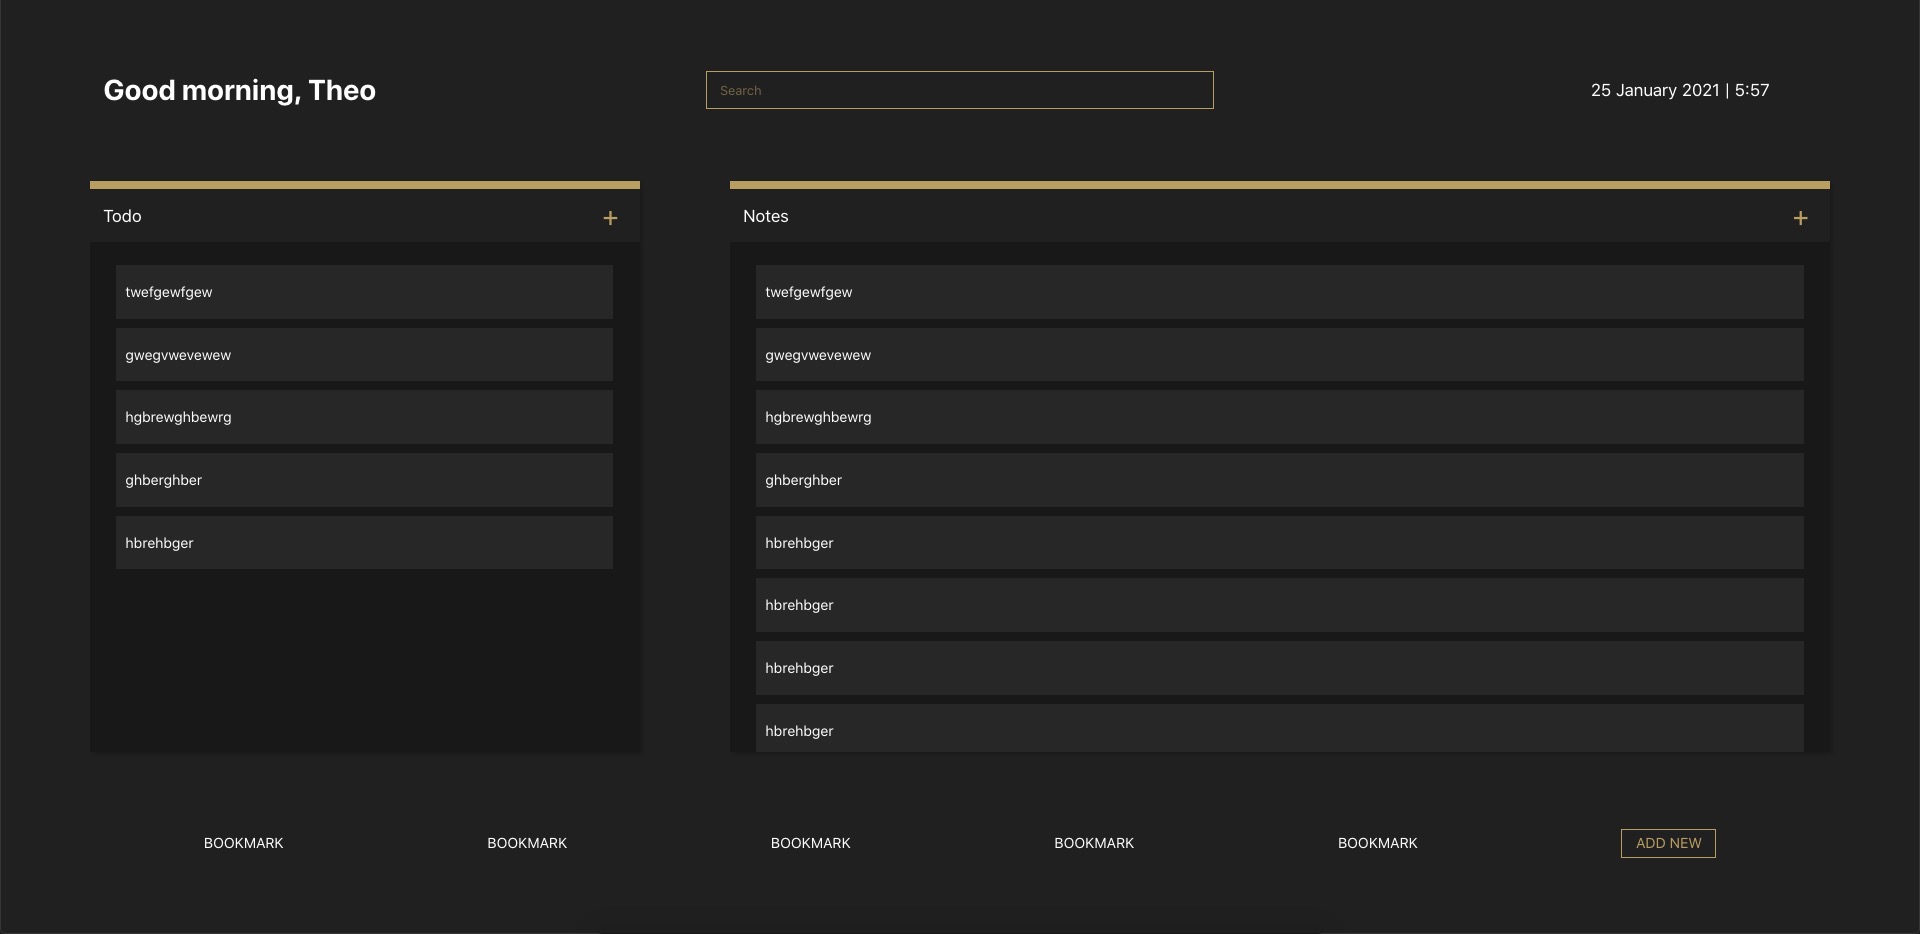 Good morning, Theo
Search
25 January 2021 | 5:57
Todo
+
twefgewfgew
gwegvwevewew
hgbrewghbewrg
ghberghber
hbrehbger
Notes
+
twefgewfgew
gwegvwevewew
hgbrewghbewrg
ghberghber
hbrehbger
hbrehbger
hbrehbger
hbrehbger
BOOKMARK
BOOKMARK
BOOKMARK
BOOKMARK
BOOKMARK
ADD NEW